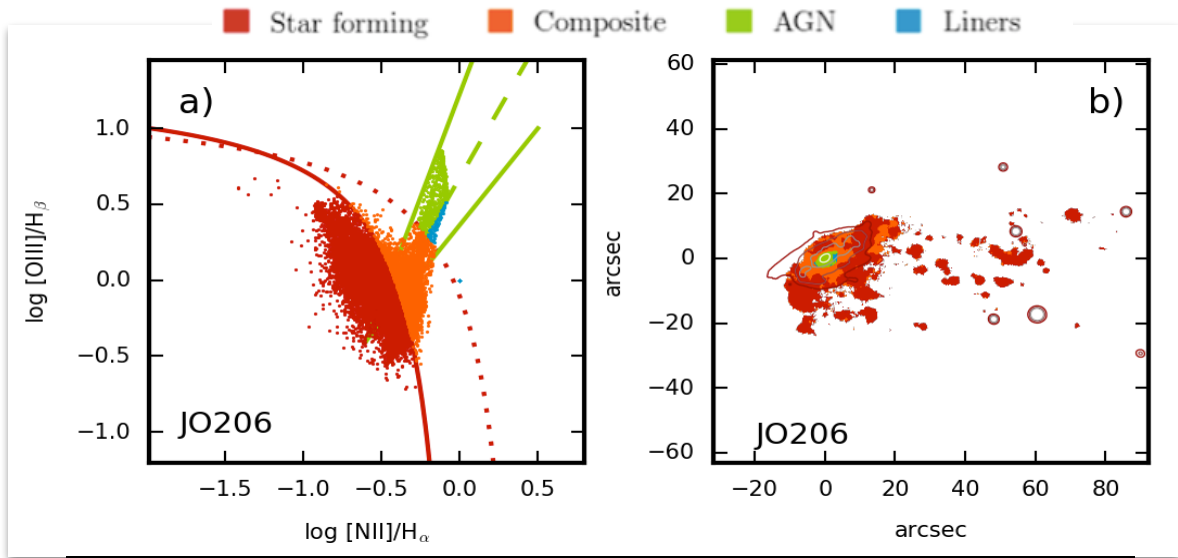 Star forming Composite AGN Liners
a)
log [OIII]/Hβ
1.0
0.5
0.0
−0.5
−1.0
JO206
−1.5 −1.0 −0.5 0.0 0.5
log [NII]/Hα
b)
arcsec
60
40
20
0
−20
−40
−60
JO206
−20 0 20 40 60 80
arcsec